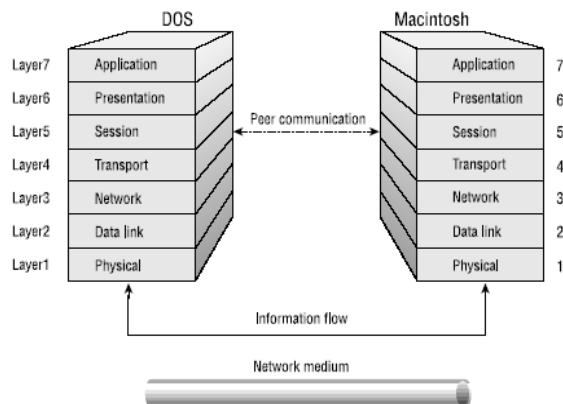 DOS Macintosh
Layer7 Application Application 7
Layer6 Presentation Presentation 6
Peer communication
Layer5 Session Session 5
Layer4 Transport Transport 4
Layer3 Network Network 3
Layer2 Data link Data link 2
Layer1 Physical Physical 1
Information flow
Network medium